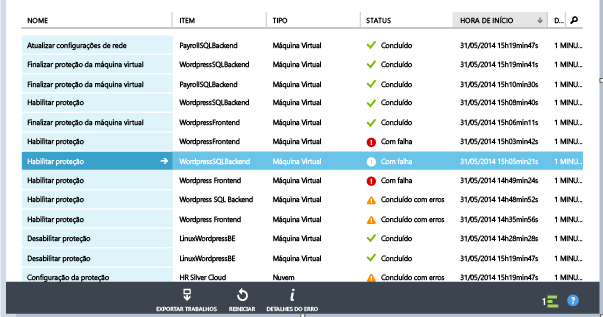 NOME ITEM TIPO STATUS HORA DE INÍCIO D...
Atualizar configurações de rede PayrollSQLBackend Máquina Virtual Concluído 31/05/2014 15h19min47s 1 MINU...
Finalizar proteção da máquina virtual WordpressSQLBackend Máquina Virtual Concluído 31/05/2014 15h19min41s 1 MINU...
Finalizar proteção da máquina virtual PayrollSQLBackend Máquina Virtual Concluído 31/05/2014 15h10min30s 1 MINU...
Habilitar proteção WordpressSQLBackend Máquina Virtual Concluído 31/05/2014 15h08min40s 1 MINU...
Finalizar proteção da máquina virtual WordpressFrontend Máquina Virtual Concluído 31/05/2014 15h06min11s 1 MINU...
Habilitar proteção WordpressFrontend Máquina Virtual Com falha 31/05/2014 15h03min42s 1 MINU...
Habilitar proteção WordpressSQLBackend Máquina Virtual Com falha 31/05/2014 15h05min21s 1 MINU...
Habilitar proteção Wordpress Frontend Máquina Virtual Com falha 31/05/2014 14h49min24s 1 MINU...
Habilitar proteção Wordpress SQL Backend Máquina Virtual Concluído com erros 31/05/2014 14h48min52s 1 MINU...
Habilitar proteção Wordpress Frontend Máquina Virtual Concluído com erros 31/05/2014 14h35min56s 1 MINU...
Desabilitar proteção LinuxWordpressBE Máquina Virtual Concluído 31/05/2014 14h28min28s 1 MINU...
Desabilitar proteção LinuxWordpressBE Máquina Virtual Concluído 31/05/2014 15h19min47s 1 MINU...
Configuração da proteção HR Silver Cloud Nuvem Concluído com erros 31/05/2014 15h19min47s 1 MINU...
EXPORTAR TRABALHOS REINICIAR DETALHES DO ERRO 1 ?